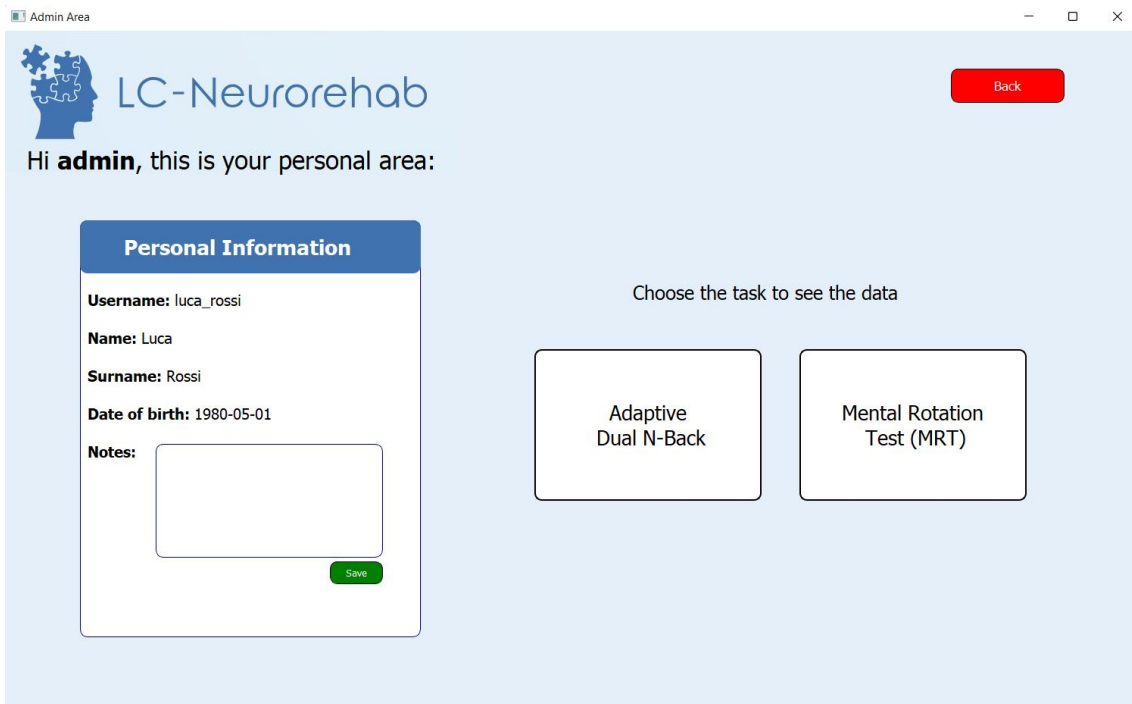 Admin Area
LC-Neurorehab
Back
Hi admin, this is your personal area:
Personal Information
Username: luca_rossi
Name: Luca
Surname: Rossi
Date of birth: 1980-05-01
Notes:
Save
Choose the task to see the data
Adaptive
Dual N-Back
Mental Rotation
Test (MRT)